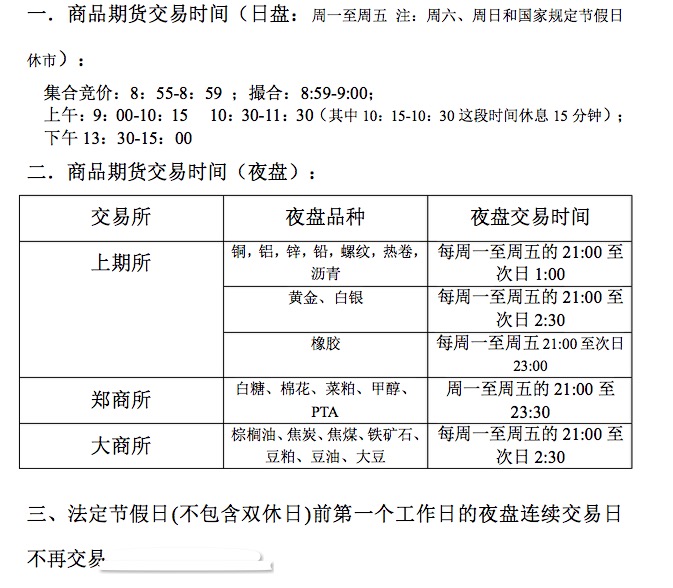 一．商品期货交易时间（日盘：周一至周五 注：周六、周日和国家规定节假日
休市）：
集合竞价：8：55-8：59 ；撮合：8:59-9:00；
上午：9：00-10：15 10：30-11：30（其中 10：15-10：30 这段时间休息 15 分钟）；
下午 13：30-15：00
二．商品期货交易时间（夜盘）：
交易所 夜盘品种 夜盘交易时间
上期所
铜，铝，锌，铅，螺纹，热卷，
沥青
每周一至周五的 21:00 至
次日 1:00
黄金、白银
每周一至周五的 21:00 至
次日 2:30
橡胶
每周一至周五 21:00 至次日
23:00
郑商所
白糖、棉花、菜粕、甲醇、
PTA
周一至周五的 21:00 至
23:30
大商所
棕榈油、焦炭、焦煤、铁矿石、
豆粕、豆油、大豆
每周一至周五的 21:00 至
次日 2:30
三、法定节假日(不包含双休日)前第一个工作日的夜盘连续交易日
不再交易